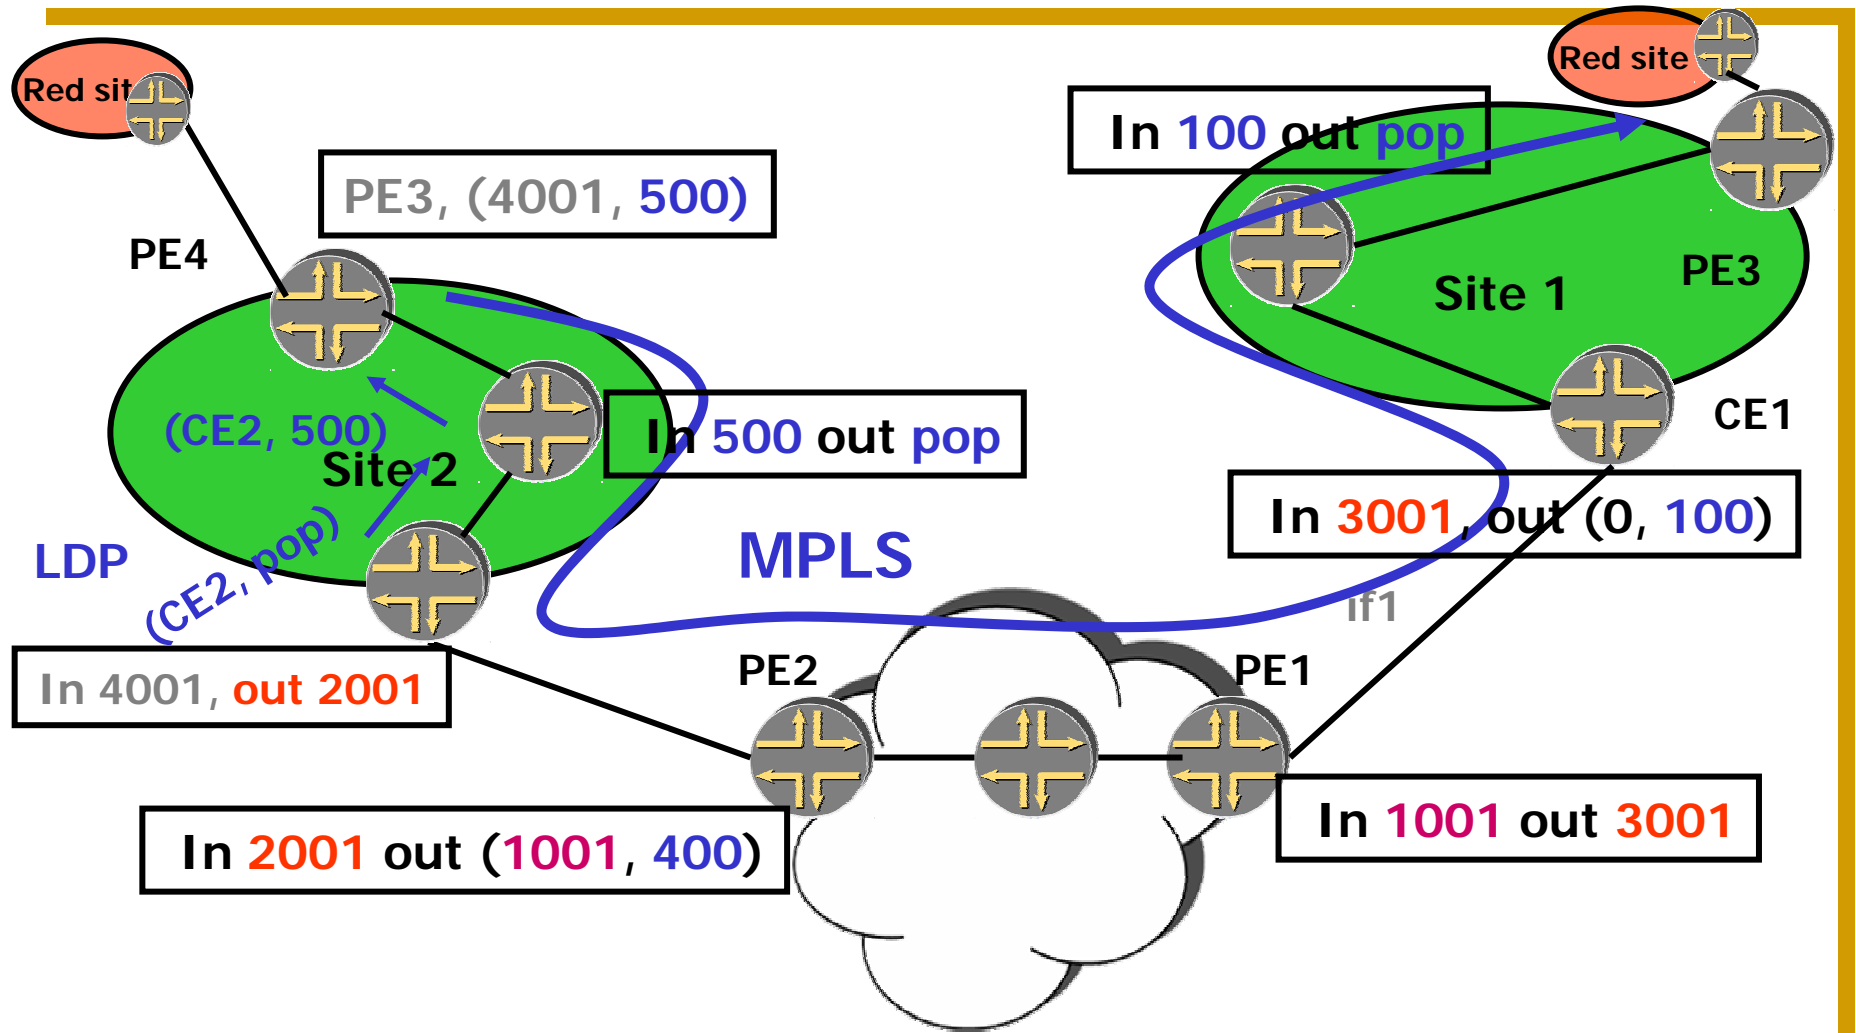 Red sit
Red site
In 100 out pop
PE3, (4001, 500)
PE4
PE3
Site 1
CE1
(CE2, 500)
In 500 out pop
Site 2
In 3001, out (0, 100)
(CE2, pop)
LDP
MPLS
if1
In 4001, out 2001
PE2
PE1
In 1001 out 3001
In 2001 out (1001, 400)